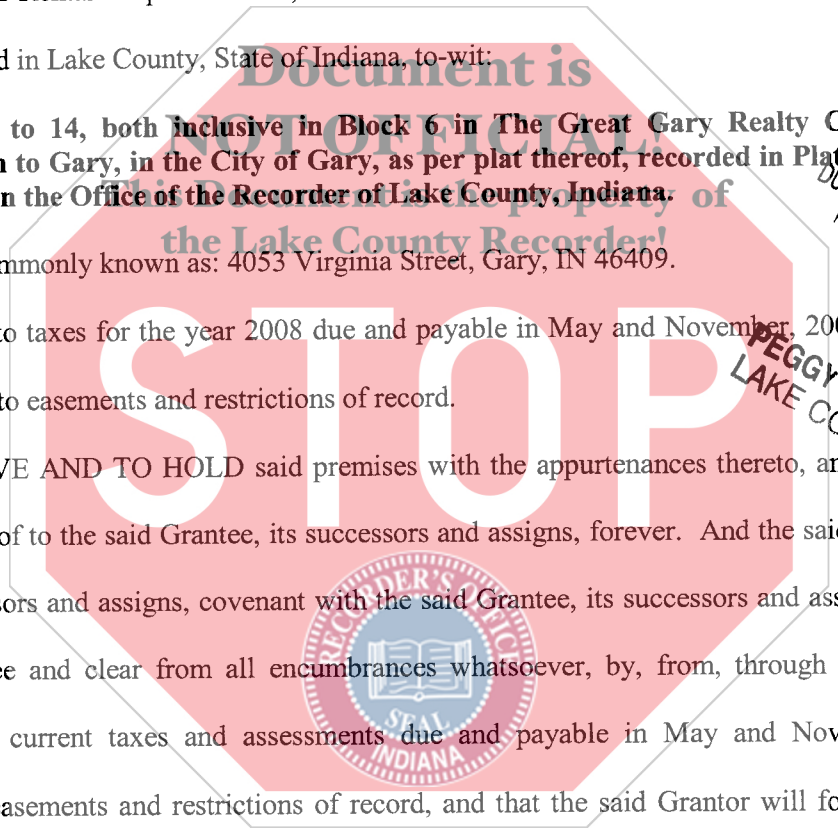 d in Lake County, State of Indiana, to-wit:
Document is
to 14, both inclusive in Block 6 in The Great Gary Realty C
NOT OFFICIAL!
n to Gary, in the City of Gary, as per plat thereof, recorded in Plat
n the Office of the Recorder of Lake County, Indiana.
This Document is the property of
the Lake County Recorder!
mmonly known as: 4053 Virginia Street, Gary, IN 46409.
to taxes for the year 2008 due and payable in May and November, 200
PEGGY
LAKE CO
to easements and restrictions of record.
STOP
VE AND TO HOLD said premises with the appurtenances thereto, an
of to the said Grantee, its successors and assigns, forever. And the said
sors and assigns, covenant with the said Grantee, its successors and ass
ee and clear from all encumbrances whatsoever, by, from, through
current taxes and assessments due and payable in May and Nov
asements and restrictions of record, and that the said Grantor will fo
RECORDER'S OFFICE
SEAL
INDIANA